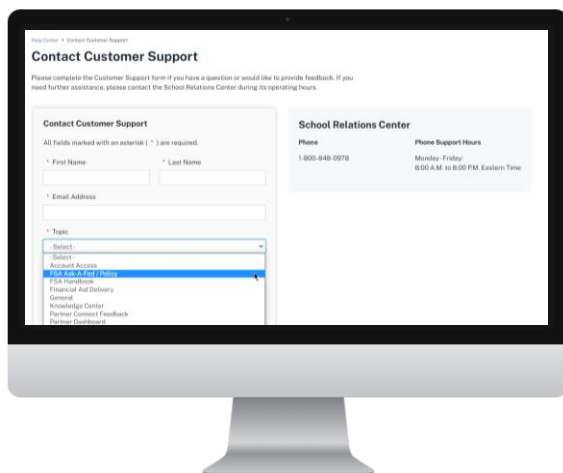 Help Center > Contact Customer Support
Contact Customer Support
Please complete the Customer Support form if you have a question or would like to provide feedback. If you
need further assistance, please contact the School Relations Center during its operating hours.
Contact Customer Support
All fields marked with an asterisk ( * ) are required.
* First Name
* Last Name
* Email Address
* Topic
- Select -
- Select -
Account Access
FSA Ask-A-Fed / Policy
FSA Handbook
Financial Aid Delivery
General
Knowledge Center
Partner Connect Feedback
Partner Dashboard
School Relations Center
Phone
1-800-848-0978
Phone Support Hours
Monday-Friday:
8:00 A.M. to 8:00 P.M. Eastern Time